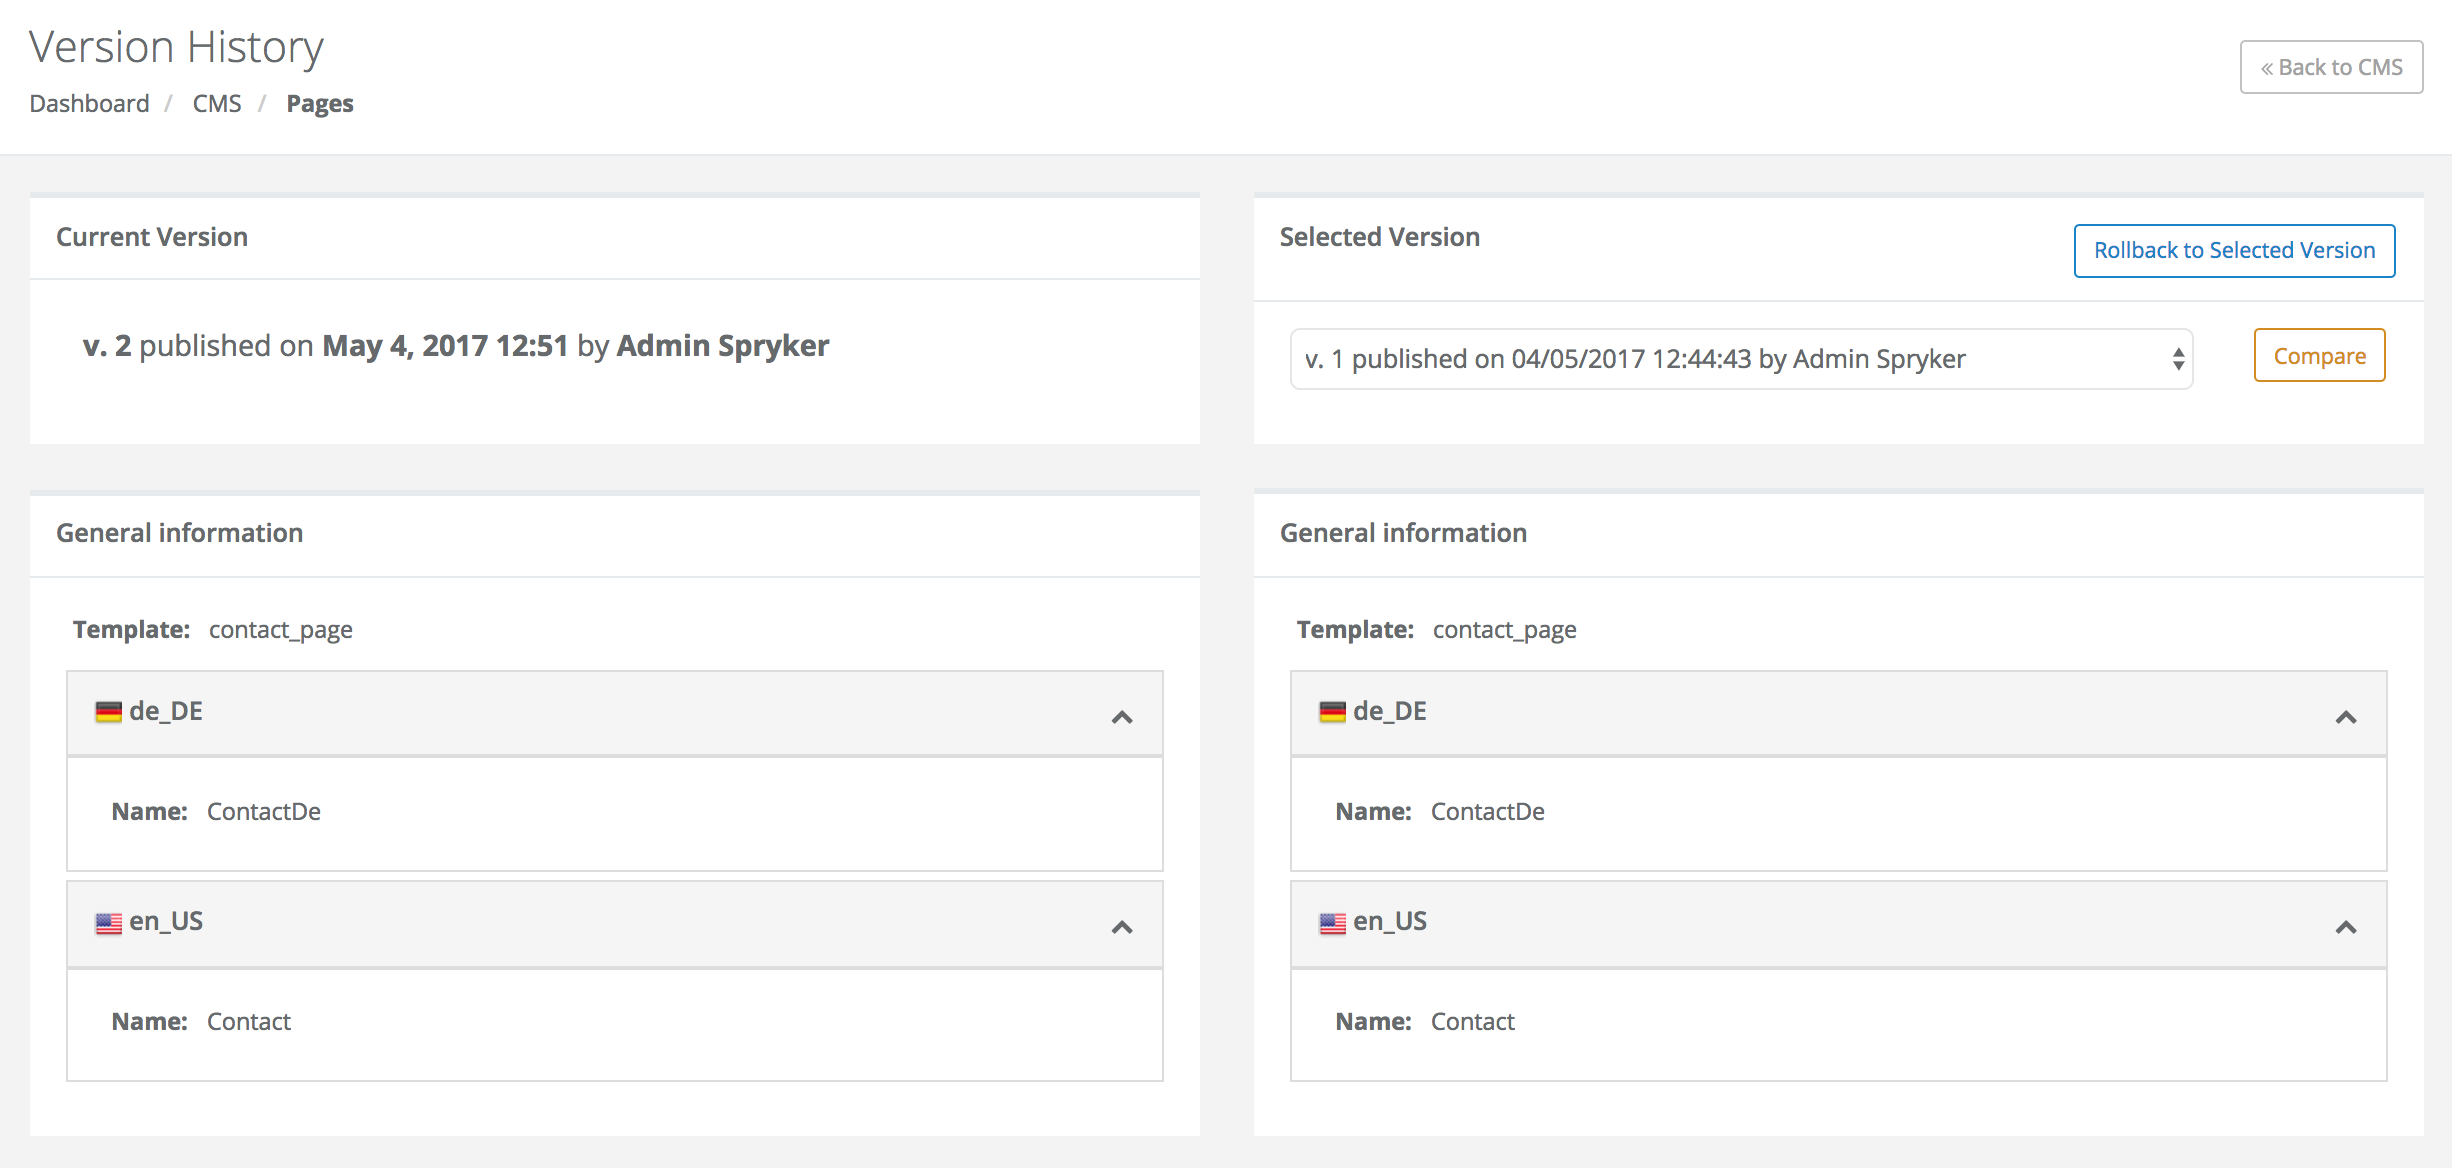 Version History
« Back to CMS
Dashboard / CMS / Pages
Current Version
v. 2 published on May 4, 2017 12:51 by Admin Spryker
Selected Version
Rollback to Selected Version
v. 1 published on 04/05/2017 12:44:43 by Admin Spryker
Compare
General information
Template: contact_page
de_DE
Name: ContactDe
en_US
Name: Contact
General information
Template: contact_page
de_DE
Name: ContactDe
en_US
Name: Contact